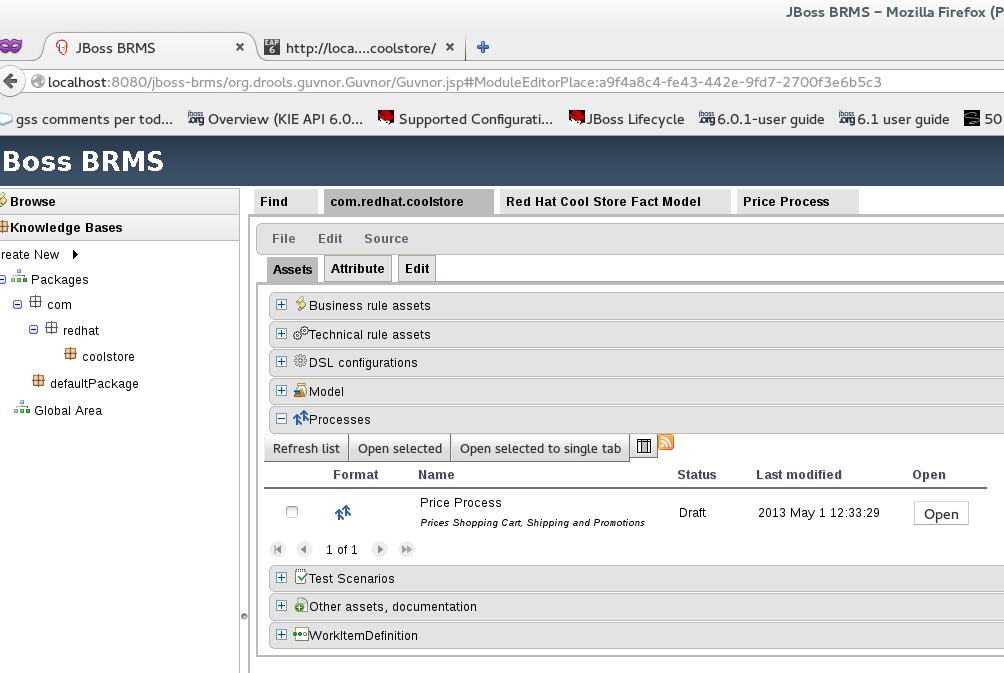 JBoss BRMS - Mozilla Firefox (P
JBoss BRMS × http://loca....coolstore/ ×
localhost:8080/jboss-brms/org.drools.guvnor.Guvnor/Guvnor.jsp#ModuleEditorPlace:a9f4a8c4-fe43-442e-9fd7-2700f3e6b5c3
gss comments per tod... Overview (KIE API 6.0... Supported Configurati... JBoss Lifecycle 6.0.1-user guide 6.1 user guide 50
Boss BRMS
Browse
Knowledge Bases
reate New
Packages
com
redhat
coolstore
defaultPackage
Global Area
Find com.redhat.coolstore Red Hat Cool Store Fact Model Price Process
File Edit Source
Assets Attribute Edit
Business rule assets
Technical rule assets
DSL configurations
Model
Processes
Refresh list Open selected Open selected to single tab
Format Name Status Last modified Open
Price Process
Prices Shopping Cart, Shipping and Promotions
Draft 2013 May 1 12:33:29 Open
1 of 1
Test Scenarios
Other assets, documentation
WorkItemDefinition